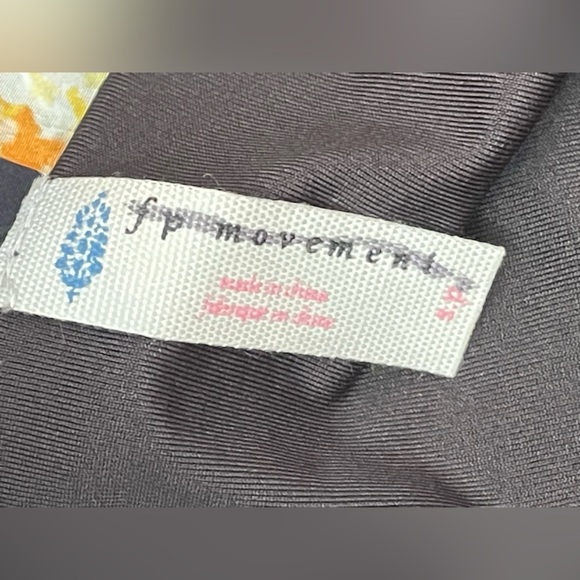 fp movement
made in china
fabriqué en chine
s/p